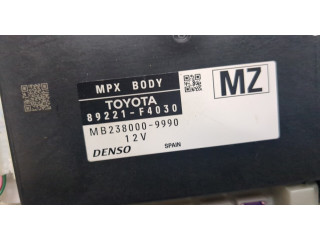 MPX BODY
MZ
TOYOTA
89221-F4030
MB238000-9990
12V
DENSO
SPAIN